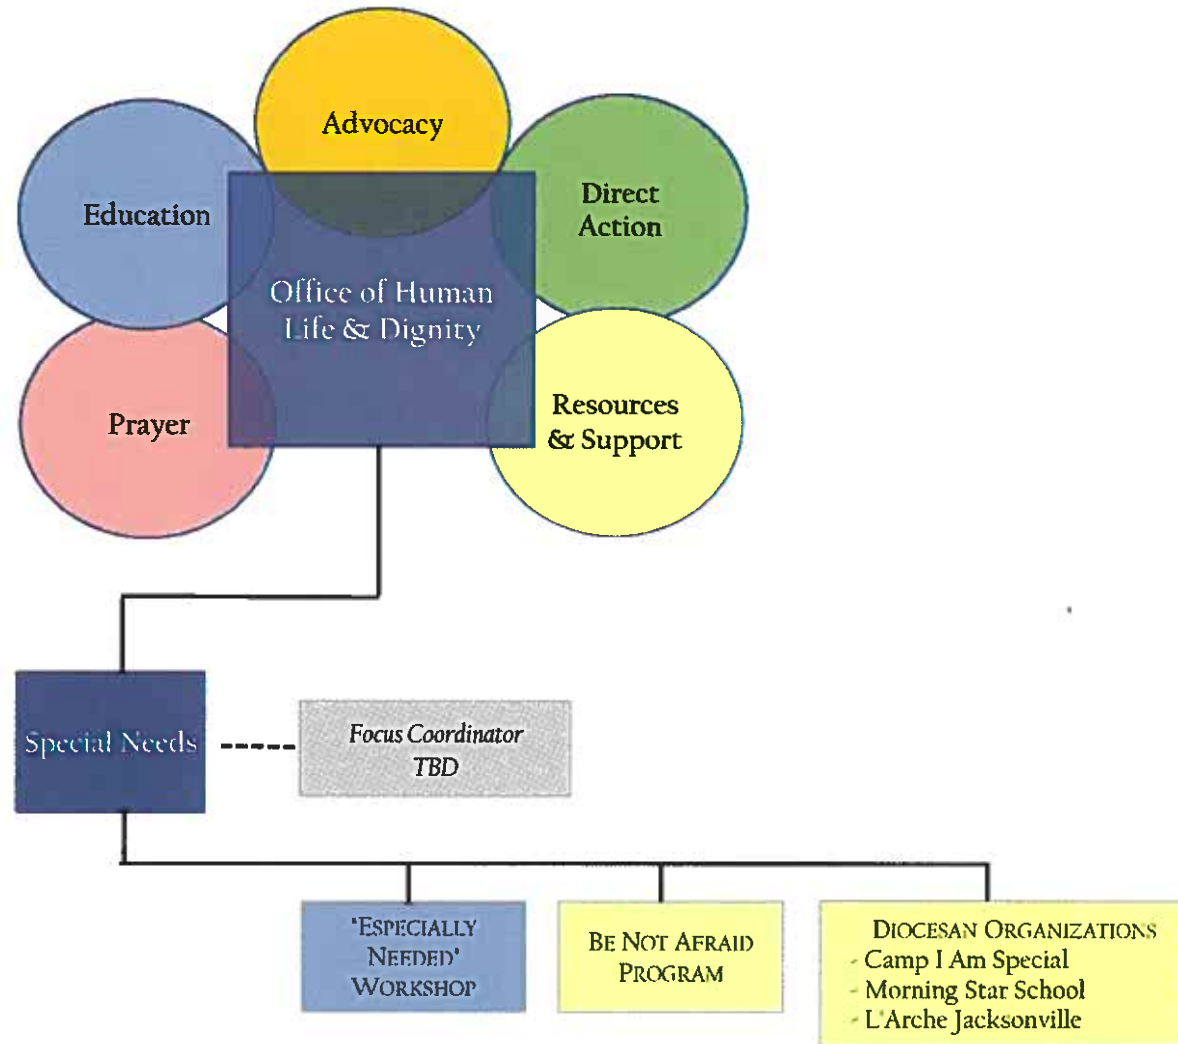 Advocacy
Education
Direct
Action
Office of Human
Life & Dignity
Prayer
Resources
& Support
Special Needs
Focus Coordinator
TBD
"ESPECIALLY
NEEDED"
WORKSHOP
BE NOT AFRAID
PROGRAM
DIOCESAN ORGANIZATIONS
- Camp I Am Special
- Morning Star School
- L'Arche Jacksonville